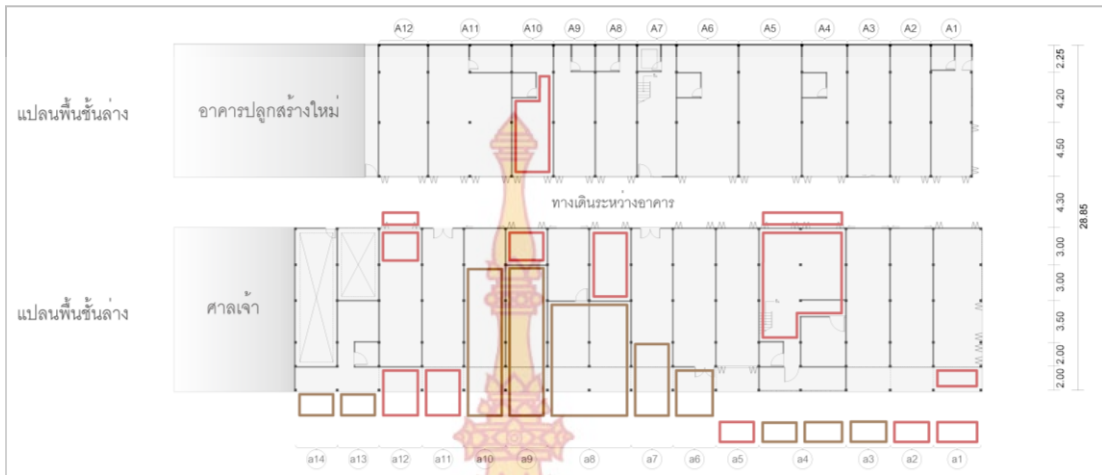 A12 A11 A10 A9 A8 A7 A6 A5 A4 A3 A2 A1
2.25
4.20
4.50
4.30
3.00
3.00
3.50
2.00
2.00
28.85
แปลนพื้นชั้นล่าง
อาคารปลูกสร้างใหม่
ทางเดินระหว่างอาคาร
แปลนพื้นชั้นล่าง
ศาลเจ้า
a14 a13 a12 a11 a10 a9 a8 a7 a6 a5 a4 a3 a2 a1